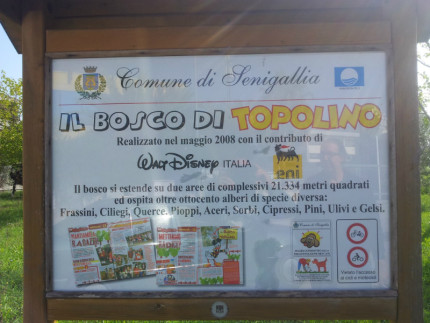 Comune di Senigallia
IL BOSCO DI TOPOLINO
Realizzato nel maggio 2008 con il contributo di
WALT DISNEY ITALIA
eni
Il bosco si estende su due aree di complessivi 21.334 metri quadrati
ed ospita oltre ottocento alberi di specie diversa:
Frassini, Ciliegi, Querce, Pioppi, Aceri, Sorbi, Cipressi, Pini, Ulivi e Gelsi.